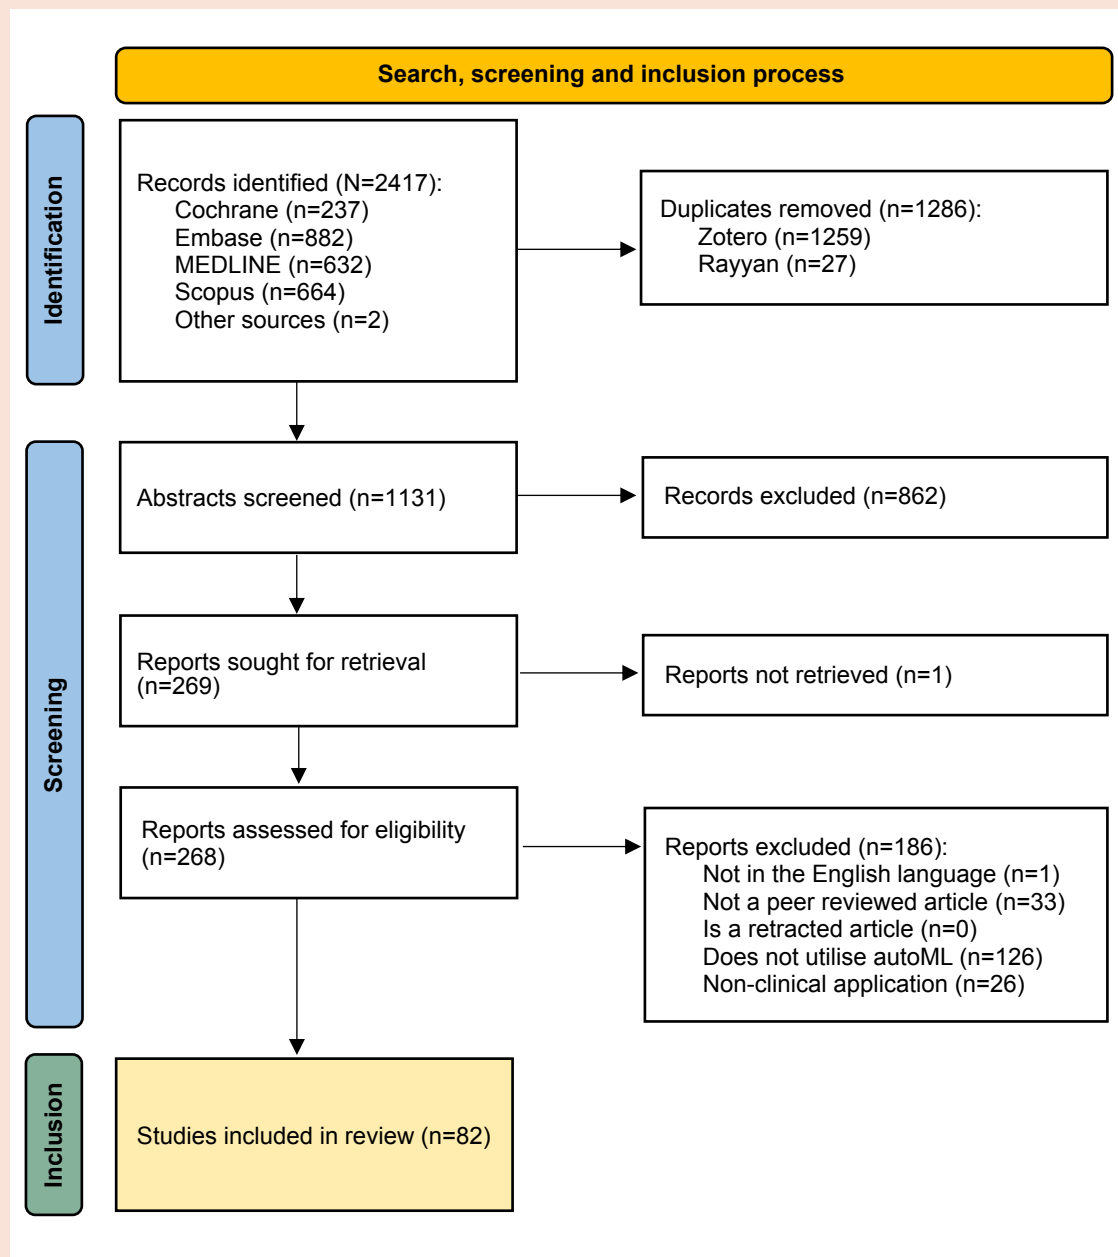 Search, screening and inclusion process
Identification
Records identified (N=2417):
Cochrane (n=237)
Embase (n=882)
MEDLINE (n=632)
Scopus (n=664)
Other sources (n=2)
Duplicates removed (n=1286):
Zotero (n=1259)
Rayyan (n=27)
Screening
Abstracts screened (n=1131)
Records excluded (n=862)
Reports sought for retrieval
(n=269)
Reports not retrieved (n=1)
Reports assessed for eligibility
(n=268)
Reports excluded (n=186):
Not in the English language (n=1)
Not a peer reviewed article (n=33)
Is a retracted article (n=0)
Does not utilise autoML (n=126)
Non-clinical application (n=26)
Inclusion
Studies included in review (n=82)